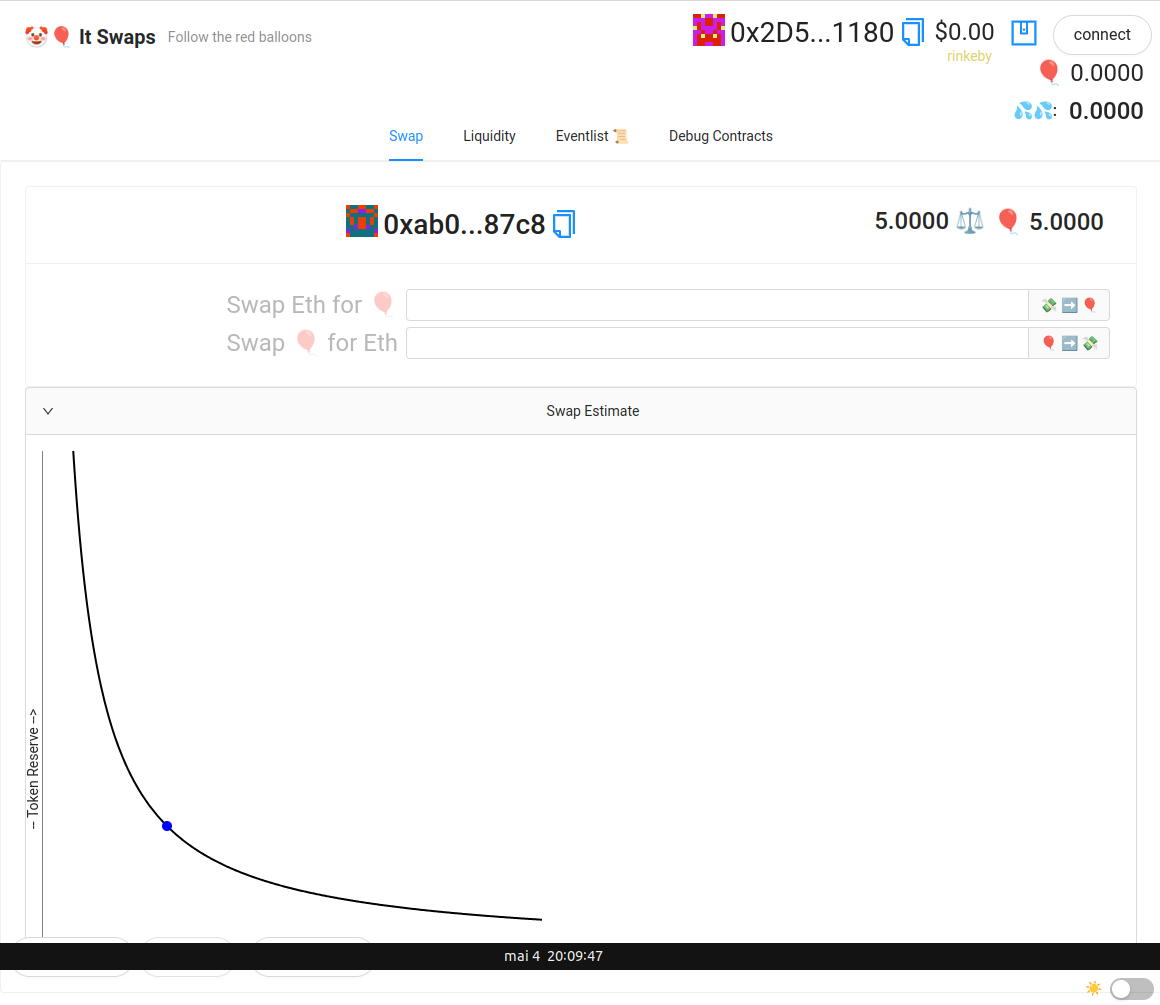 🤡🎈 It Swaps Follow the red balloons
0x2D5...1180 $0.00 connect
rinkeby
🎈 0.0000
💦💦: 0.0000
Swap Liquidity Eventlist 📜 Debug Contracts
0xab0...87c8 5.0000 ⚖️ 🎈 5.0000
Swap Eth for 🎈 💸 ➡️ 🎈
Swap 🎈 for Eth 🎈 ➡️ 💸
Swap Estimate
-- Token Reserve -->
mai 4 20:09:47